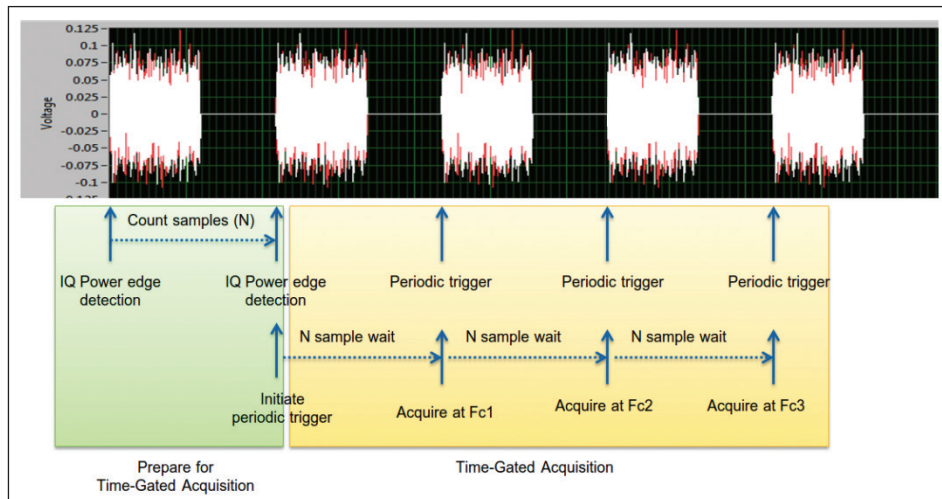 0.125
0.1
0.075
0.05
0.025
0
-0.025
-0.05
-0.075
-0.1
Voltage
Count samples (N)
IQ Power edge
detection
IQ Power edge
detection
Periodic trigger
Periodic trigger
Periodic trigger
N sample wait
N sample wait
N sample wait
Initiate
periodic trigger
Acquire at Fc1
Acquire at Fc2
Acquire at Fc3
Prepare for
Time-Gated Acquisition
Time-Gated Acquisition